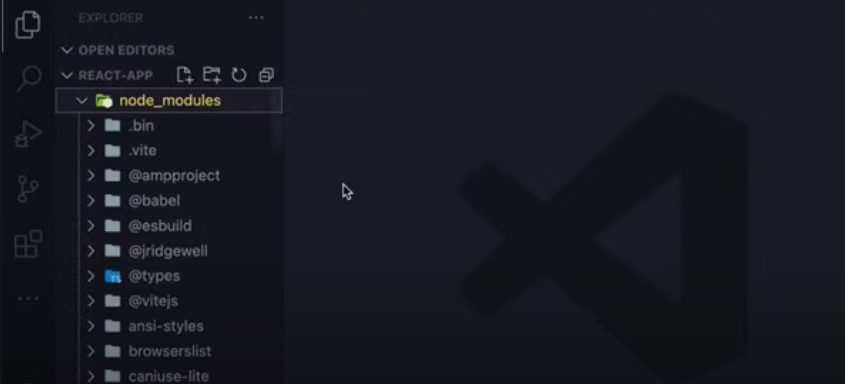 EXPLORER
OPEN EDITORS
REACT-APP
node_modules
.bin
.vite
@ampproject
@babel
@esbuild
@jridgewell
@types
@vitejs
ansi-styles
browserslist
caniuse-lite